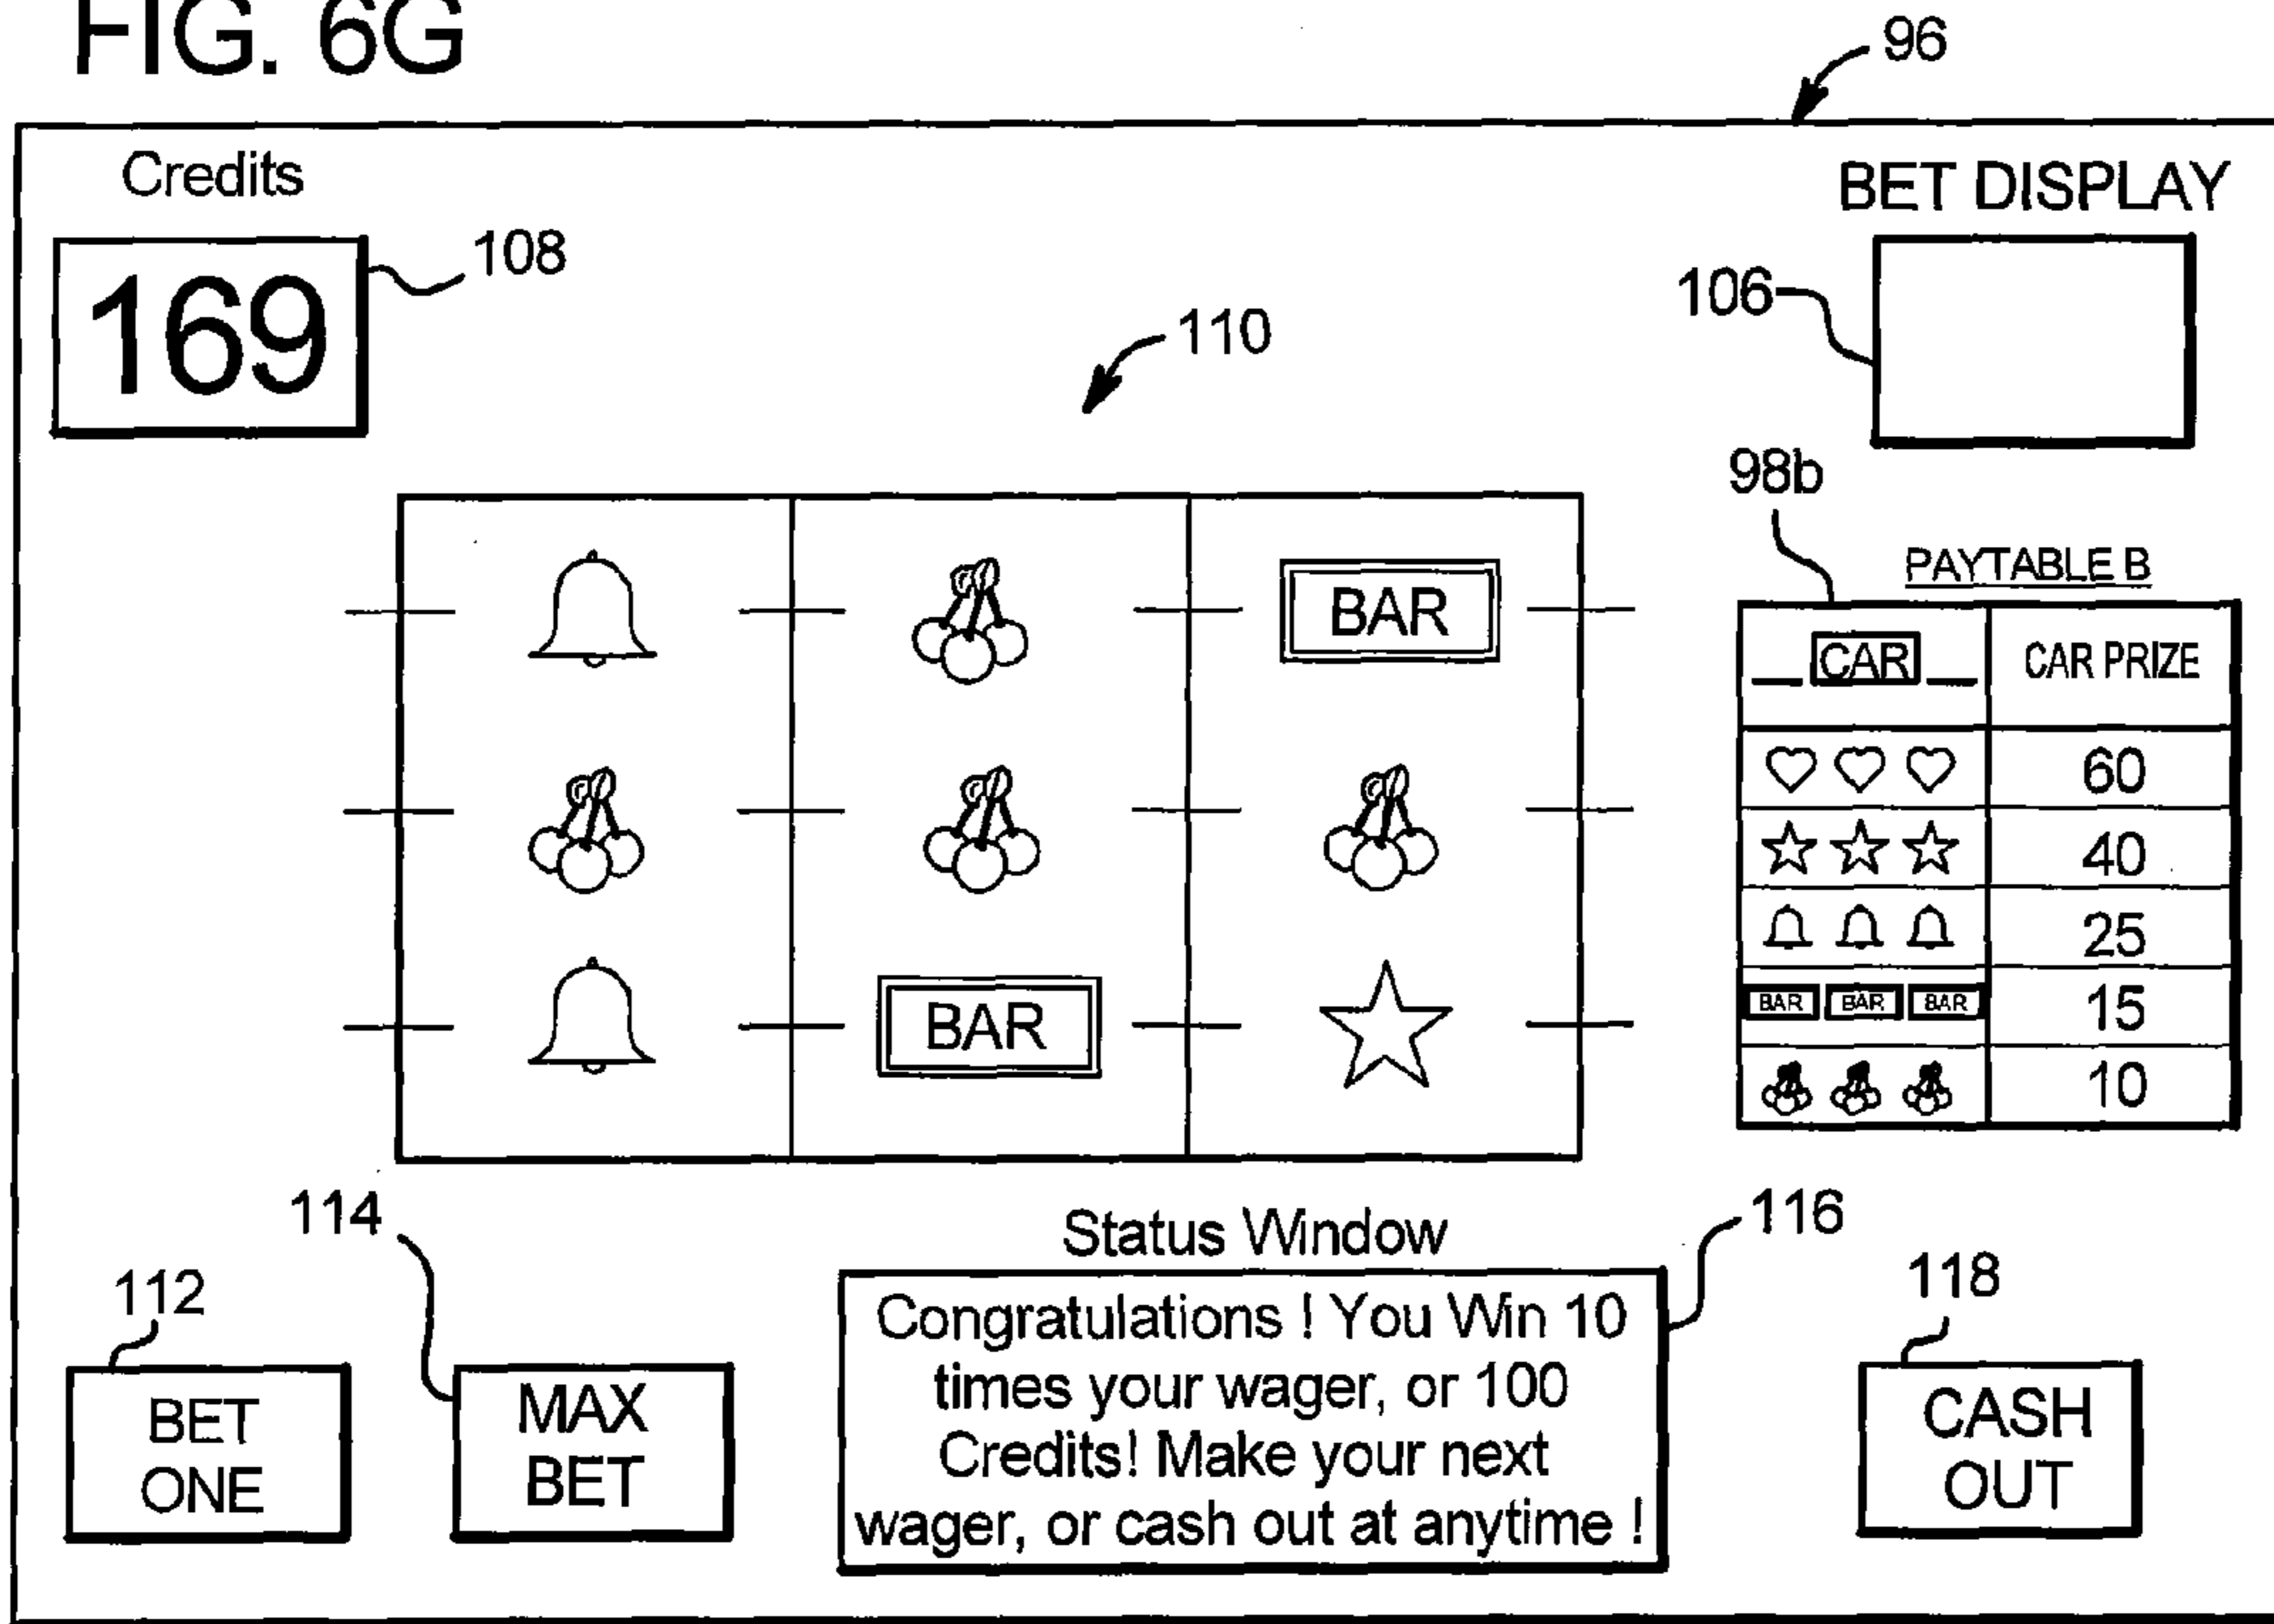 FIG. 6G
96
Credits
BET DISPLAY
169
108
106
110
98b
PAYTABLE B
BAR
CAR
CAR PRIZE
60
40
25
BAR
BAR BAR BAR
15
10
114
Status Window
116
112
118
BET
ONE
MAX
BET
Congratulations ! You Win 10
times your wager, or 100
Credits! Make your next
wager, or cash out at anytime !
CASH
OUT